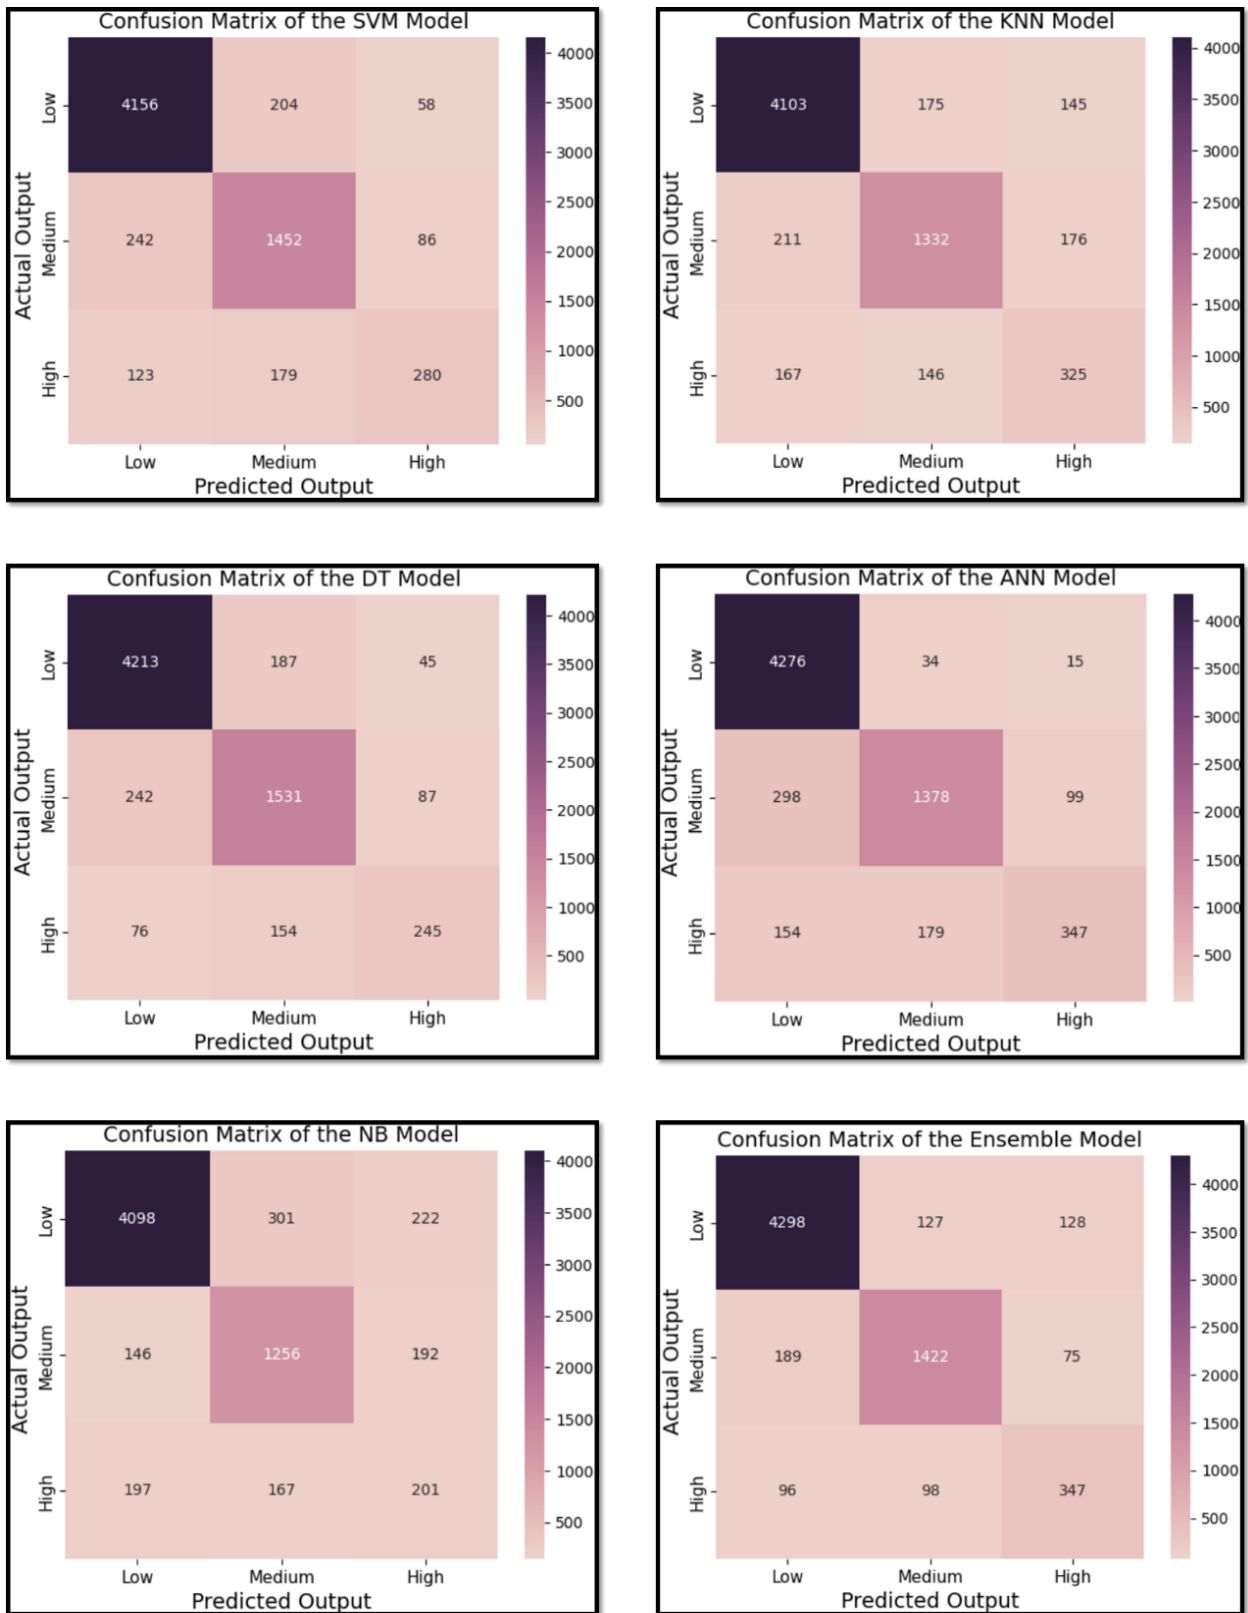 Confusion Matrix of the SVM Model
Low 4156 204 58
Medium 242 1452 86
High 123 179 280
Low Medium High
Predicted Output
Actual Output
4000
3500
3000
2500
2000
1500
1000
500
Confusion Matrix of the KNN Model
Low 4103 175 145
Medium 211 1332 176
High 167 146 325
Low Medium High
Predicted Output
Actual Output
4000
3500
3000
2500
2000
1500
1000
500
Confusion Matrix of the DT Model
Low 4213 187 45
Medium 242 1531 87
High 76 154 245
Low Medium High
Predicted Output
Actual Output
4000
3500
3000
2500
2000
1500
1000
500
Confusion Matrix of the ANN Model
Low 4276 34 15
Medium 298 1378 99
High 154 179 347
Low Medium High
Predicted Output
Actual Output
4000
3500
3000
2500
2000
1500
1000
500
Confusion Matrix of the NB Model
Low 4098 301 222
Medium 146 1256 192
High 197 167 201
Low Medium High
Predicted Output
Actual Output
4000
3500
3000
2500
2000
1500
1000
500
Confusion Matrix of the Ensemble Model
Low 4298 127 128
Medium 189 1422 75
High 96 98 347
Low Medium High
Predicted Output
Actual Output
4000
3500
3000
2500
2000
1500
1000
500